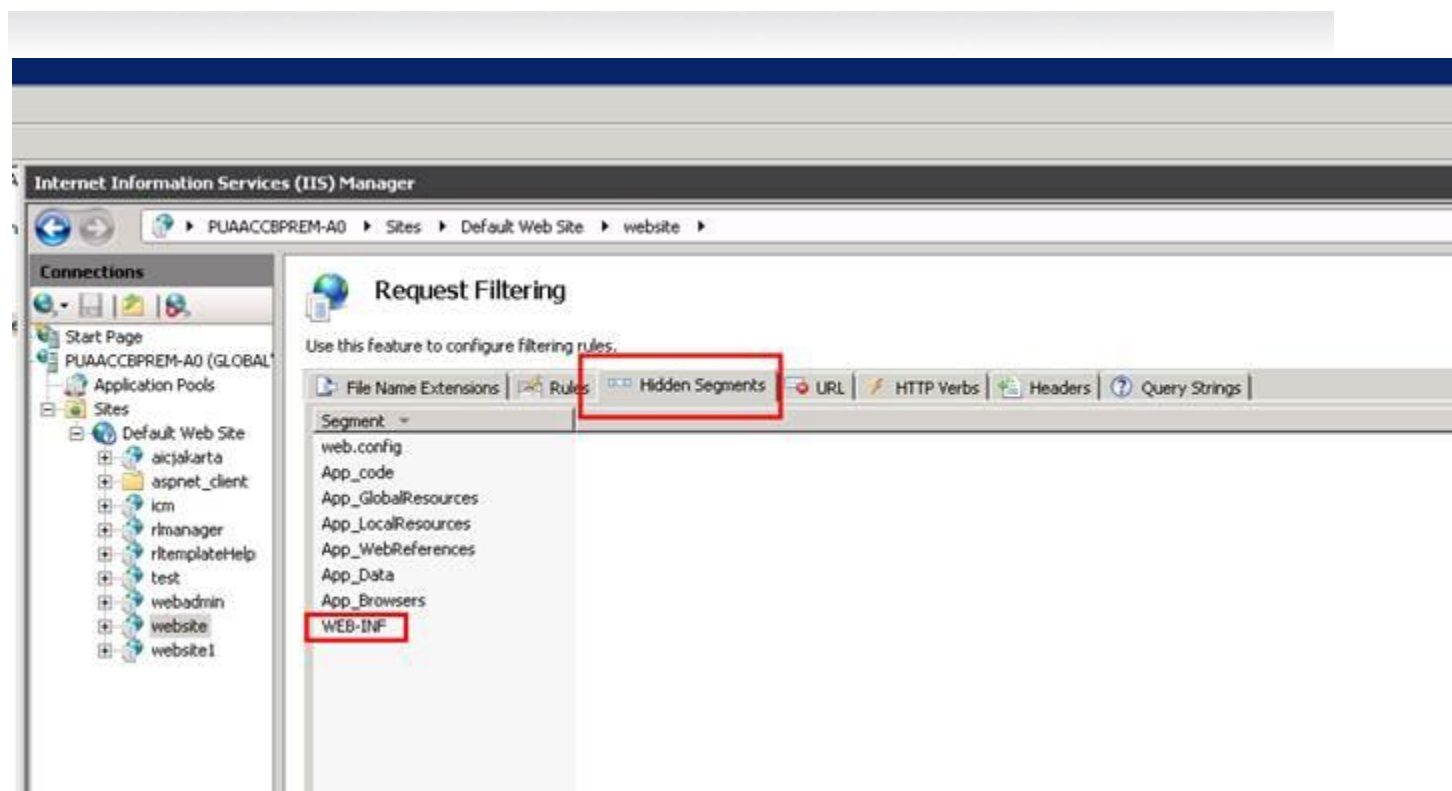 Internet Information Services (IIS) Manager
PUAACCBPREM-A0 Sites Default Web Site website
Connections
Start Page
PUAACCBPREM-A0 (GLOBAL'
Application Pools
Sites
Default Web Site
aicjakarta
aspnet_client
icm
rlmanager
rltemplateHelp
test
webadmin
website
website1
Request Filtering
Use this feature to configure filtering rules.
File Name Extensions Rules Hidden Segments URL HTTP Verbs Headers Query Strings
Segment
web.config
App_code
App_GlobalResources
App_LocalResources
App_WebReferences
App_Data
App_Browsers
WEB-INF